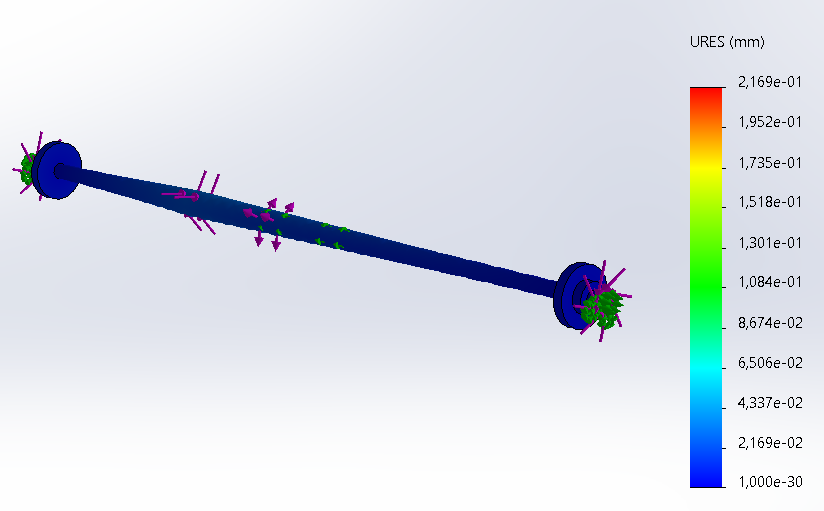 URES (mm)
2,169e-01
1,952e-01
1,735e-01
1,518e-01
1,301e-01
1,084e-01
8,674e-02
6,506e-02
4,337e-02
2,169e-02
1,000e-30